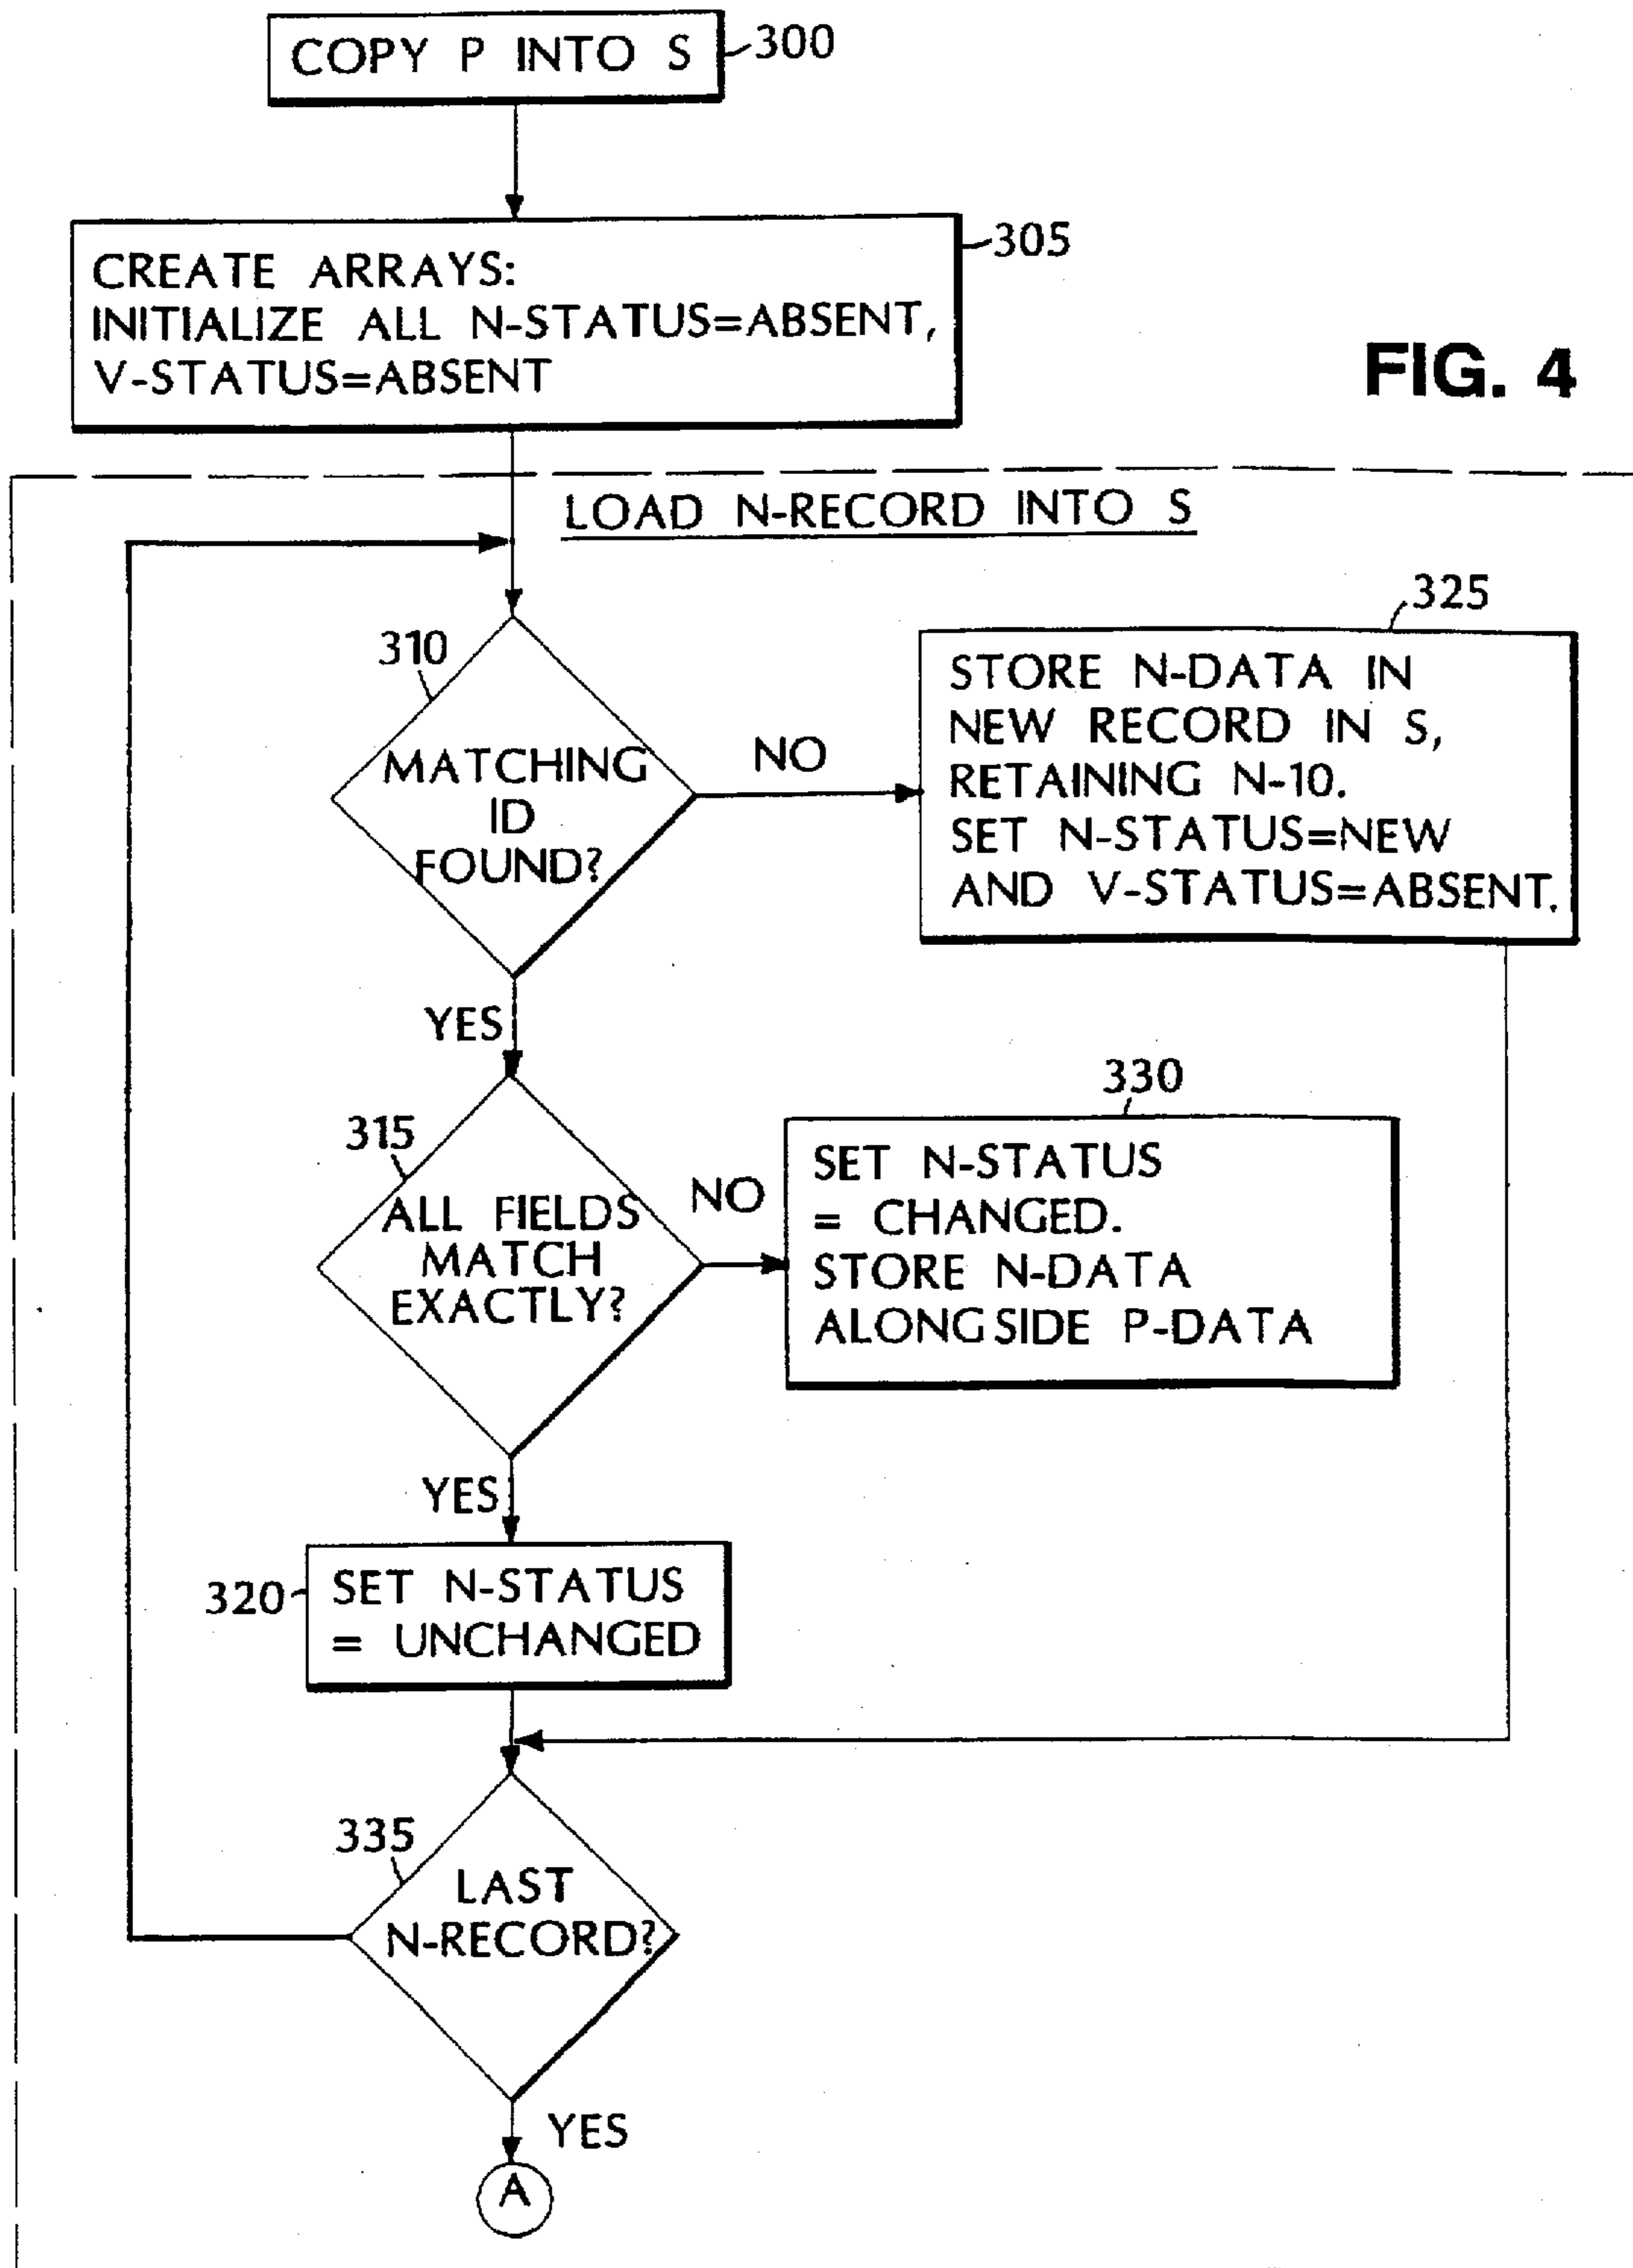 COPY P INTO S
300
CREATE ARRAYS:
INITIALIZE ALL N-STATUS=ABSENT,
V-STATUS=ABSENT
305
FIG. 4
LOAD N-RECORD INTO S
310
MATCHING
ID
FOUND?
NO
325
STORE N-DATA IN
NEW RECORD IN S,
RETAINING N-10.
SET N-STATUS=NEW
AND V-STATUS=ABSENT.
YES
315
ALL FIELDS
MATCH
EXACTLY?
NO
330
SET N-STATUS
= CHANGED.
STORE N-DATA
ALONGSIDE P-DATA
YES
320
SET N-STATUS
= UNCHANGED
335
LAST
N-RECORD?
YES
A